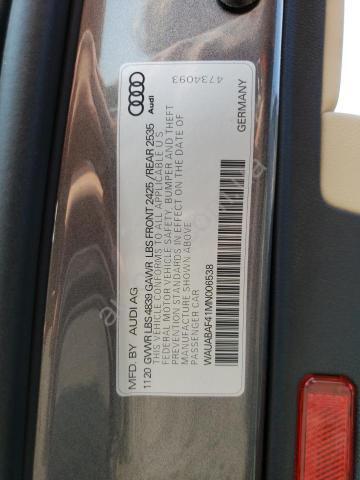 4734093
Audi
MFD. BY AUDI AG GERMANY
11 20 GVWR LBS 4839 GAWR LBS FRONT 2425 /REAR 2535
THIS VEHICLE CONFORMS TO ALL APPLICABLE U S
FEDERAL MOTOR VEHICLE SAFETY, BUMPER AND THEFT
PREVENTION STANDARDS IN EFFECT ON THE DATE OF
MANUFACTURE SHOWN ABOVE
PASSENGER CAR
WAUABAF41MN006538